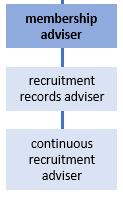 membership
adviser
recruitment
records adviser
continuous
recruitment
adviser